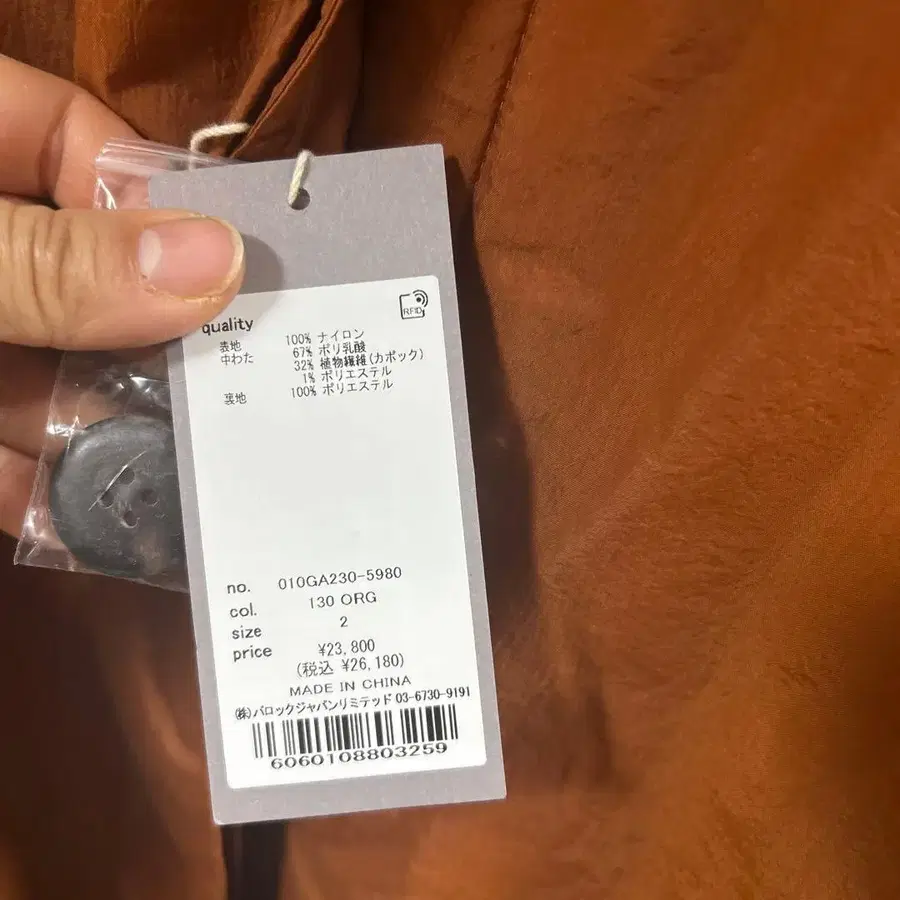 RFID
quality
表地 100% ナイロン
中わた 67% ポリ乳酸
32% 植物繊維(カポック)
1% ポリエステル
裏地 100% ポリエステル
no. 010GA230-5980
col. 130 ORG
size 2
price ¥23,800
(税込 ¥26,180)
MADE IN CHINA
(株)バロックジャパンリミテッド 03-6730-9191
6060108803259